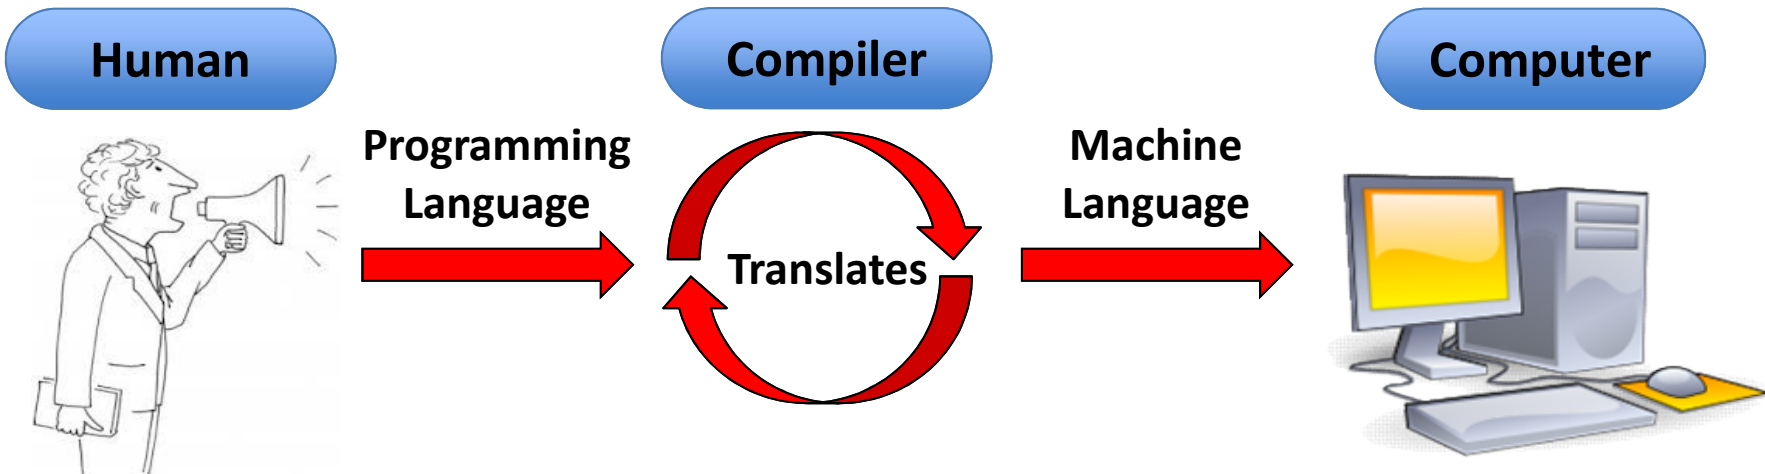 Human
Compiler
Computer
Programming
Language
Translates
Machine
Language